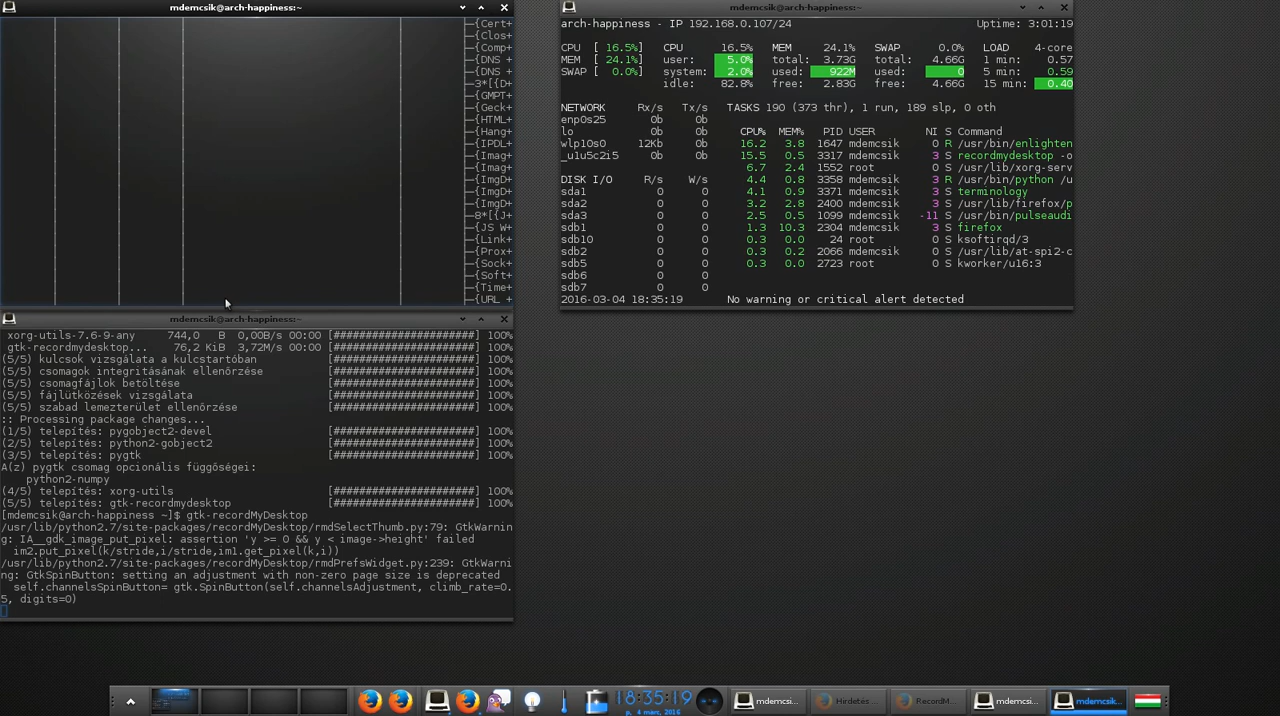 mdemcsik@arch-happiness:~
├─{Cert+
├─{Clos+
├─{Comp+
├─{DNS +
├─{DNS +
├─3*[{D+
├─{GMPT+
├─{Geck+
├─{HTML+
├─{Hang+
├─{IPDL+
├─{Imag+
├─{Imag+
├─{ImgD+
├─{ImgD+
├─{ImgD+
├─8*[{J+
├─{JS W+
├─{Link+
├─{Prox+
├─{Sock+
├─{Soft+
├─{Time+
├─{URL +
mdemcsik@arch-happiness:~
xorg-utils-7.6-9-any 744,0 B 0,00B/s 00:00 [######################] 100%
gtk-recordmydesktop... 76,2 KiB 3,72M/s 00:00 [######################] 100%
(5/5) kulcsok vizsgálata a kulcstartóban [######################] 100%
(5/5) csomagok integritásának ellenőrzése [######################] 100%
(5/5) csomagfájlok betöltése [######################] 100%
(5/5) fájlütközések vizsgálata [######################] 100%
(5/5) szabad lemezterület ellenőrzése [######################] 100%
:: Processing package changes...
(1/5) telepítés: pygobject2-devel [######################] 100%
(2/5) telepítés: python2-gobject2 [######################] 100%
(3/5) telepítés: pygtk [######################] 100%
A(z) pygtk csomag opcionális függőségei:
python2-numpy
(4/5) telepítés: xorg-utils [######################] 100%
(5/5) telepítés: gtk-recordmydesktop [######################] 100%
[mdemcsik@arch-happiness ~]$ gtk-recordMyDesktop
/usr/lib/python2.7/site-packages/recordMyDesktop/rmdSelectThumb.py:79: GtkWarnin
g: IA__gdk_image_put_pixel: assertion 'y >= 0 && y < image->height' failed
im2.put_pixel(k/stride,i/stride,im1.get_pixel(k,i))
/usr/lib/python2.7/site-packages/recordMyDesktop/rmdPrefsWidget.py:239: GtkWarni
ng: GtkSpinButton: setting an adjustment with non-zero page size is deprecated
self.channelsSpinButton= gtk.SpinButton(self.channelsAdjustment, climb_rate=0.
5, digits=0)
mdemcsik@arch-happiness:~
arch-happiness - IP 192.168.0.107/24 Uptime: 3:01:19
CPU [ 16.5%] CPU 16.5% MEM 24.1% SWAP 0.0% LOAD 4-core
MEM [ 24.1%] user: 5.0% total: 3.73G total: 4.66G 1 min: 0.57
SWAP [ 0.0%] system: 2.0% used: 922M used: 0 5 min: 0.59
idle: 82.8% free: 2.83G free: 4.66G 15 min: 0.40
NETWORK Rx/s Tx/s TASKS 190 (373 thr), 1 run, 189 slp, 0 oth
enp0s25 0b 0b
lo 0b 0b CPU% MEM% PID USER NI S Command
wlp10s0 12Kb 0b 16.2 3.8 1647 mdemcsik 0 R /usr/bin/enlighten
_u1u5c2i5 0b 0b 15.5 0.5 3317 mdemcsik 3 S recordmydesktop -o
6.7 2.4 1552 root 0 S /usr/lib/xorg-serv
DISK I/O R/s W/s 4.4 0.8 3358 mdemcsik 3 R /usr/bin/python /u
sda1 0 0 4.1 0.9 3371 mdemcsik 3 S terminology
sda2 0 0 3.2 2.8 2400 mdemcsik 3 S /usr/lib/firefox/p
sda3 0 0 2.5 0.5 1099 mdemcsik -11 S /usr/bin/pulseaudi
sdb1 0 0 1.3 10.3 2304 mdemcsik 3 S firefox
sdb10 0 0 0.3 0.0 24 root 0 S ksoftirqd/3
sdb2 0 0 0.3 0.2 2066 mdemcsik 0 S /usr/lib/at-spi2-c
sdb5 0 0 0.3 0.0 2723 root 0 S kworker/u16:3
sdb6 0 0
sdb7 0 0
2016-03-04 18:35:19 No warning or critical alert detected
18:35:19
p, 4 márc, 2016
mdemcsi...
Hirdetés ...
RecordM...
mdemcsi...
mdemcsik...